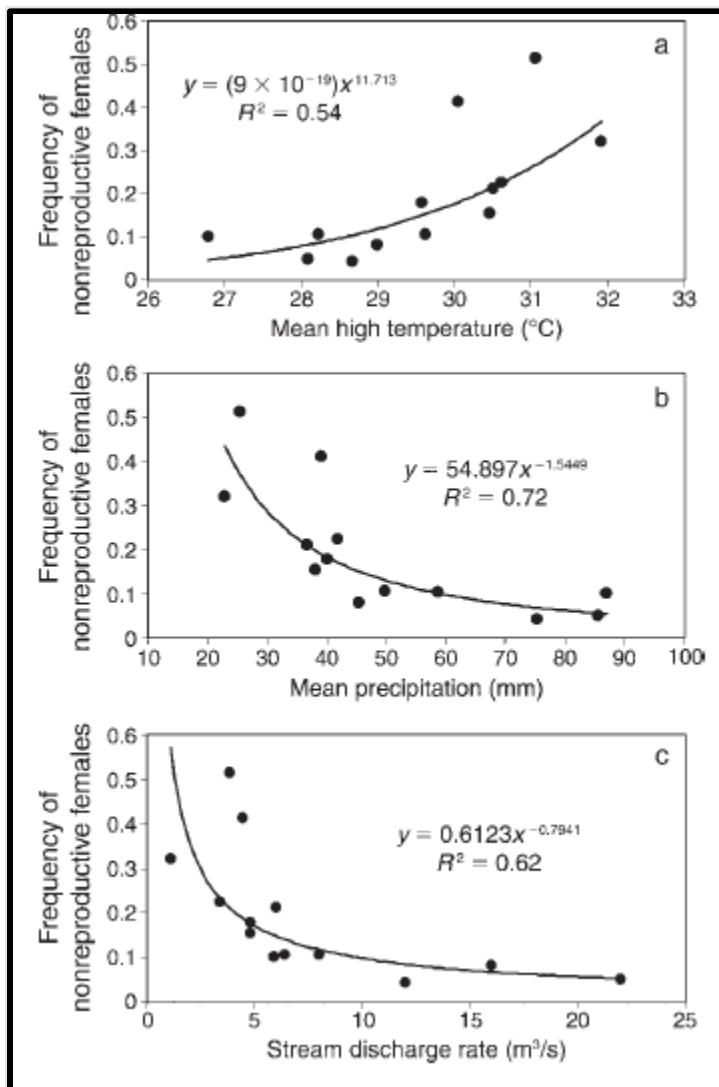 a
0.6
0.5
0.4
0.3
0.2
0.1
0
y = (9 × 10⁻¹⁹)x¹¹·⁷¹³
R² = 0.54
Frequency of
nonreproductive females
26 27 28 29 30 31 32 33
Mean high temperature (°C)
b
0.6
0.5
0.4
0.3
0.2
0.1
0
y = 54.897x⁻¹·⁵⁴⁴⁹
R² = 0.72
Frequency of
nonreproductive females
10 20 30 40 50 60 70 80 90 100
Mean precipitation (mm)
c
0.6
0.5
0.4
0.3
0.2
0.1
0
y = 0.6123x⁻⁰·⁷⁹⁴¹
R² = 0.62
Frequency of
nonreproductive females
0 5 10 15 20 25
Stream discharge rate (m³/s)